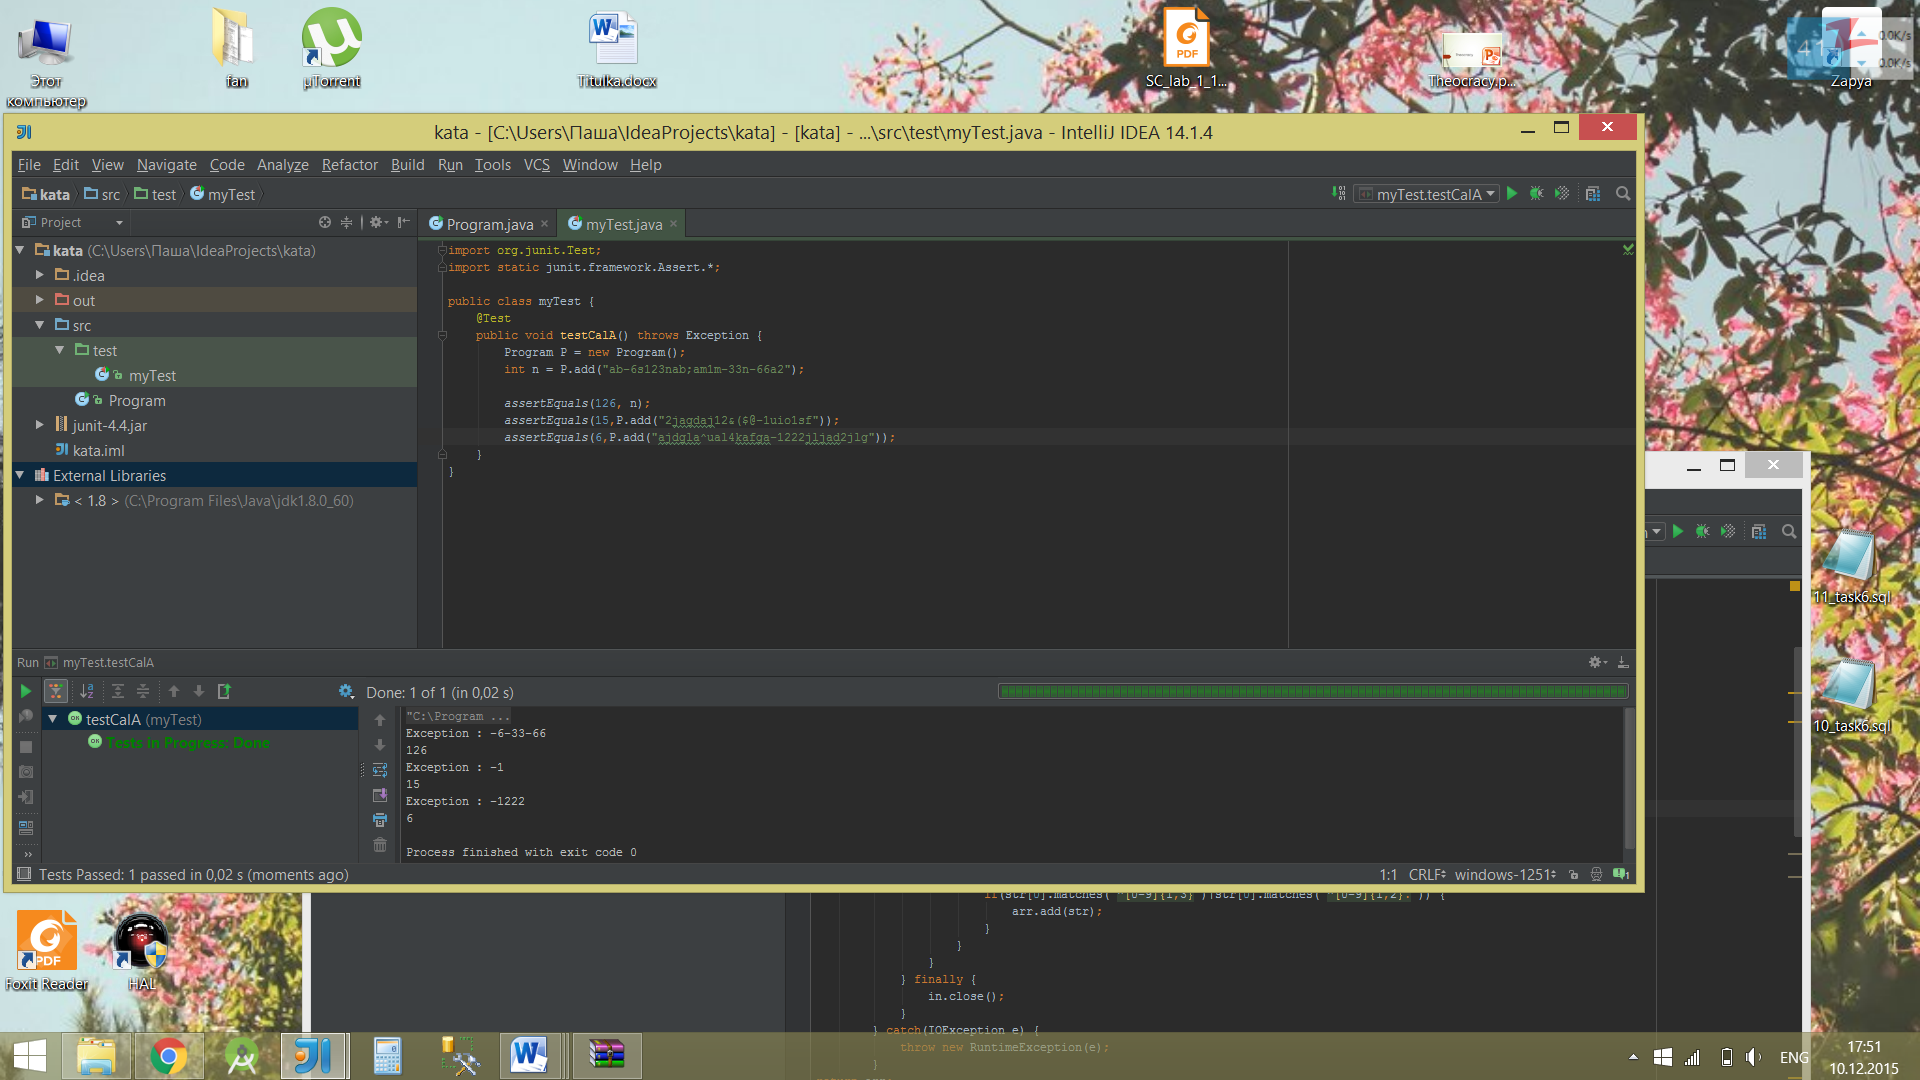 Этот компьютер
fan
µTorrent
Titulka.docx
SC_lab_1_1...
Theocracy.p...
0.0K/s
0.0K/s
Zapya
kata - [C:\Users\Паша\IdeaProjects\kata] - [kata] - ...\src\test\myTest.java - IntelliJ IDEA 14.1.4
File Edit View Navigate Code Analyze Refactor Build Run Tools VCS Window Help
kata src test myTest
myTest.testCalA
Project
Program.java myTest.java
kata (C:\Users\Паша\IdeaProjects\kata)
.idea
out
src
test
myTest
Program
junit-4.4.jar
kata.iml
External Libraries
< 1.8 > (C:\Program Files\Java\jdk1.8.0_60)
import org.junit.Test;
import static junit.framework.Assert.*;
public class myTest {
@Test
public void testCalA() throws Exception {
Program P = new Program();
int n = P.add("ab-6s123nab;am1m-33n-66a2");
assertEquals(126, n);
assertEquals(15,P.add("2jagdaj12&($@-1uio1sf"));
assertEquals(6,P.add("ajdgla^ual4kafga-1222jljad2jlg"));
}
}
Run myTest.testCalA
Done: 1 of 1 (in 0,02 s)
testCalA (myTest)
Tests in Progress: Done
"C:\Program ...
Exception : -6-33-66
126
Exception : -1
15
Exception : -1222
6
Process finished with exit code 0
Tests Passed: 1 passed in 0,02 s (moments ago)
1:1 CRLF windows-1251
11_task6.sql
10_task6.sql
arr.add(str);
}
}
}
} finally {
in.close();
}
} catch(IOException e) {
throw new RuntimeException(e);
}
Foxit Reader
HAL
ENG
17:51
10.12.2015